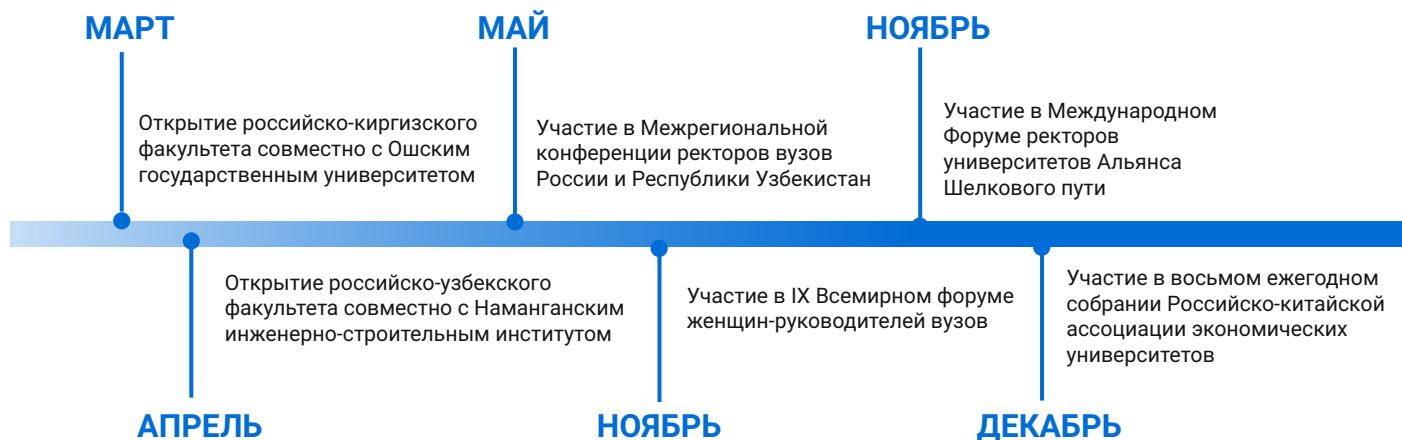 МАРТ
Открытие российско-киргизского
факультета совместно с Ошским
государственным университетом
АПРЕЛЬ
Открытие российско-узбекского
факультета совместно с Наманганским
инженерно-строительным институтом
МАЙ
Участие в Межрегиональной
конференции ректоров вузов
России и Республики Узбекистан
НОЯБРЬ
Участие в IX Всемирном форуме
женщин-руководителей вузов
НОЯБРЬ
Участие в Международном
Форуме ректоров
университетов Альянса
Шелкового пути
ДЕКАБРЬ
Участие в восьмом ежегодном
собрании Российско-китайской
ассоциации экономических
университетов